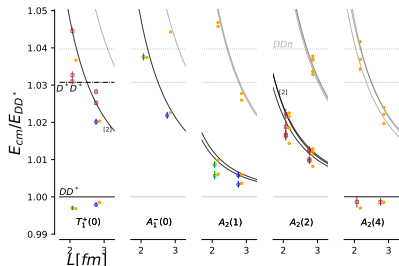 1.05
1.04
1.03
1.02
1.01
1.00
0.99
E_cm/E_DD*
D*D*
DD*
[2]
DDπ
[2]
T₁⁺(0)
A₁⁻(0)
A₂(1)
A₂(2)
A₂(4)
2 3 2 3 2 3 2 3 2 3
L̂[fm]